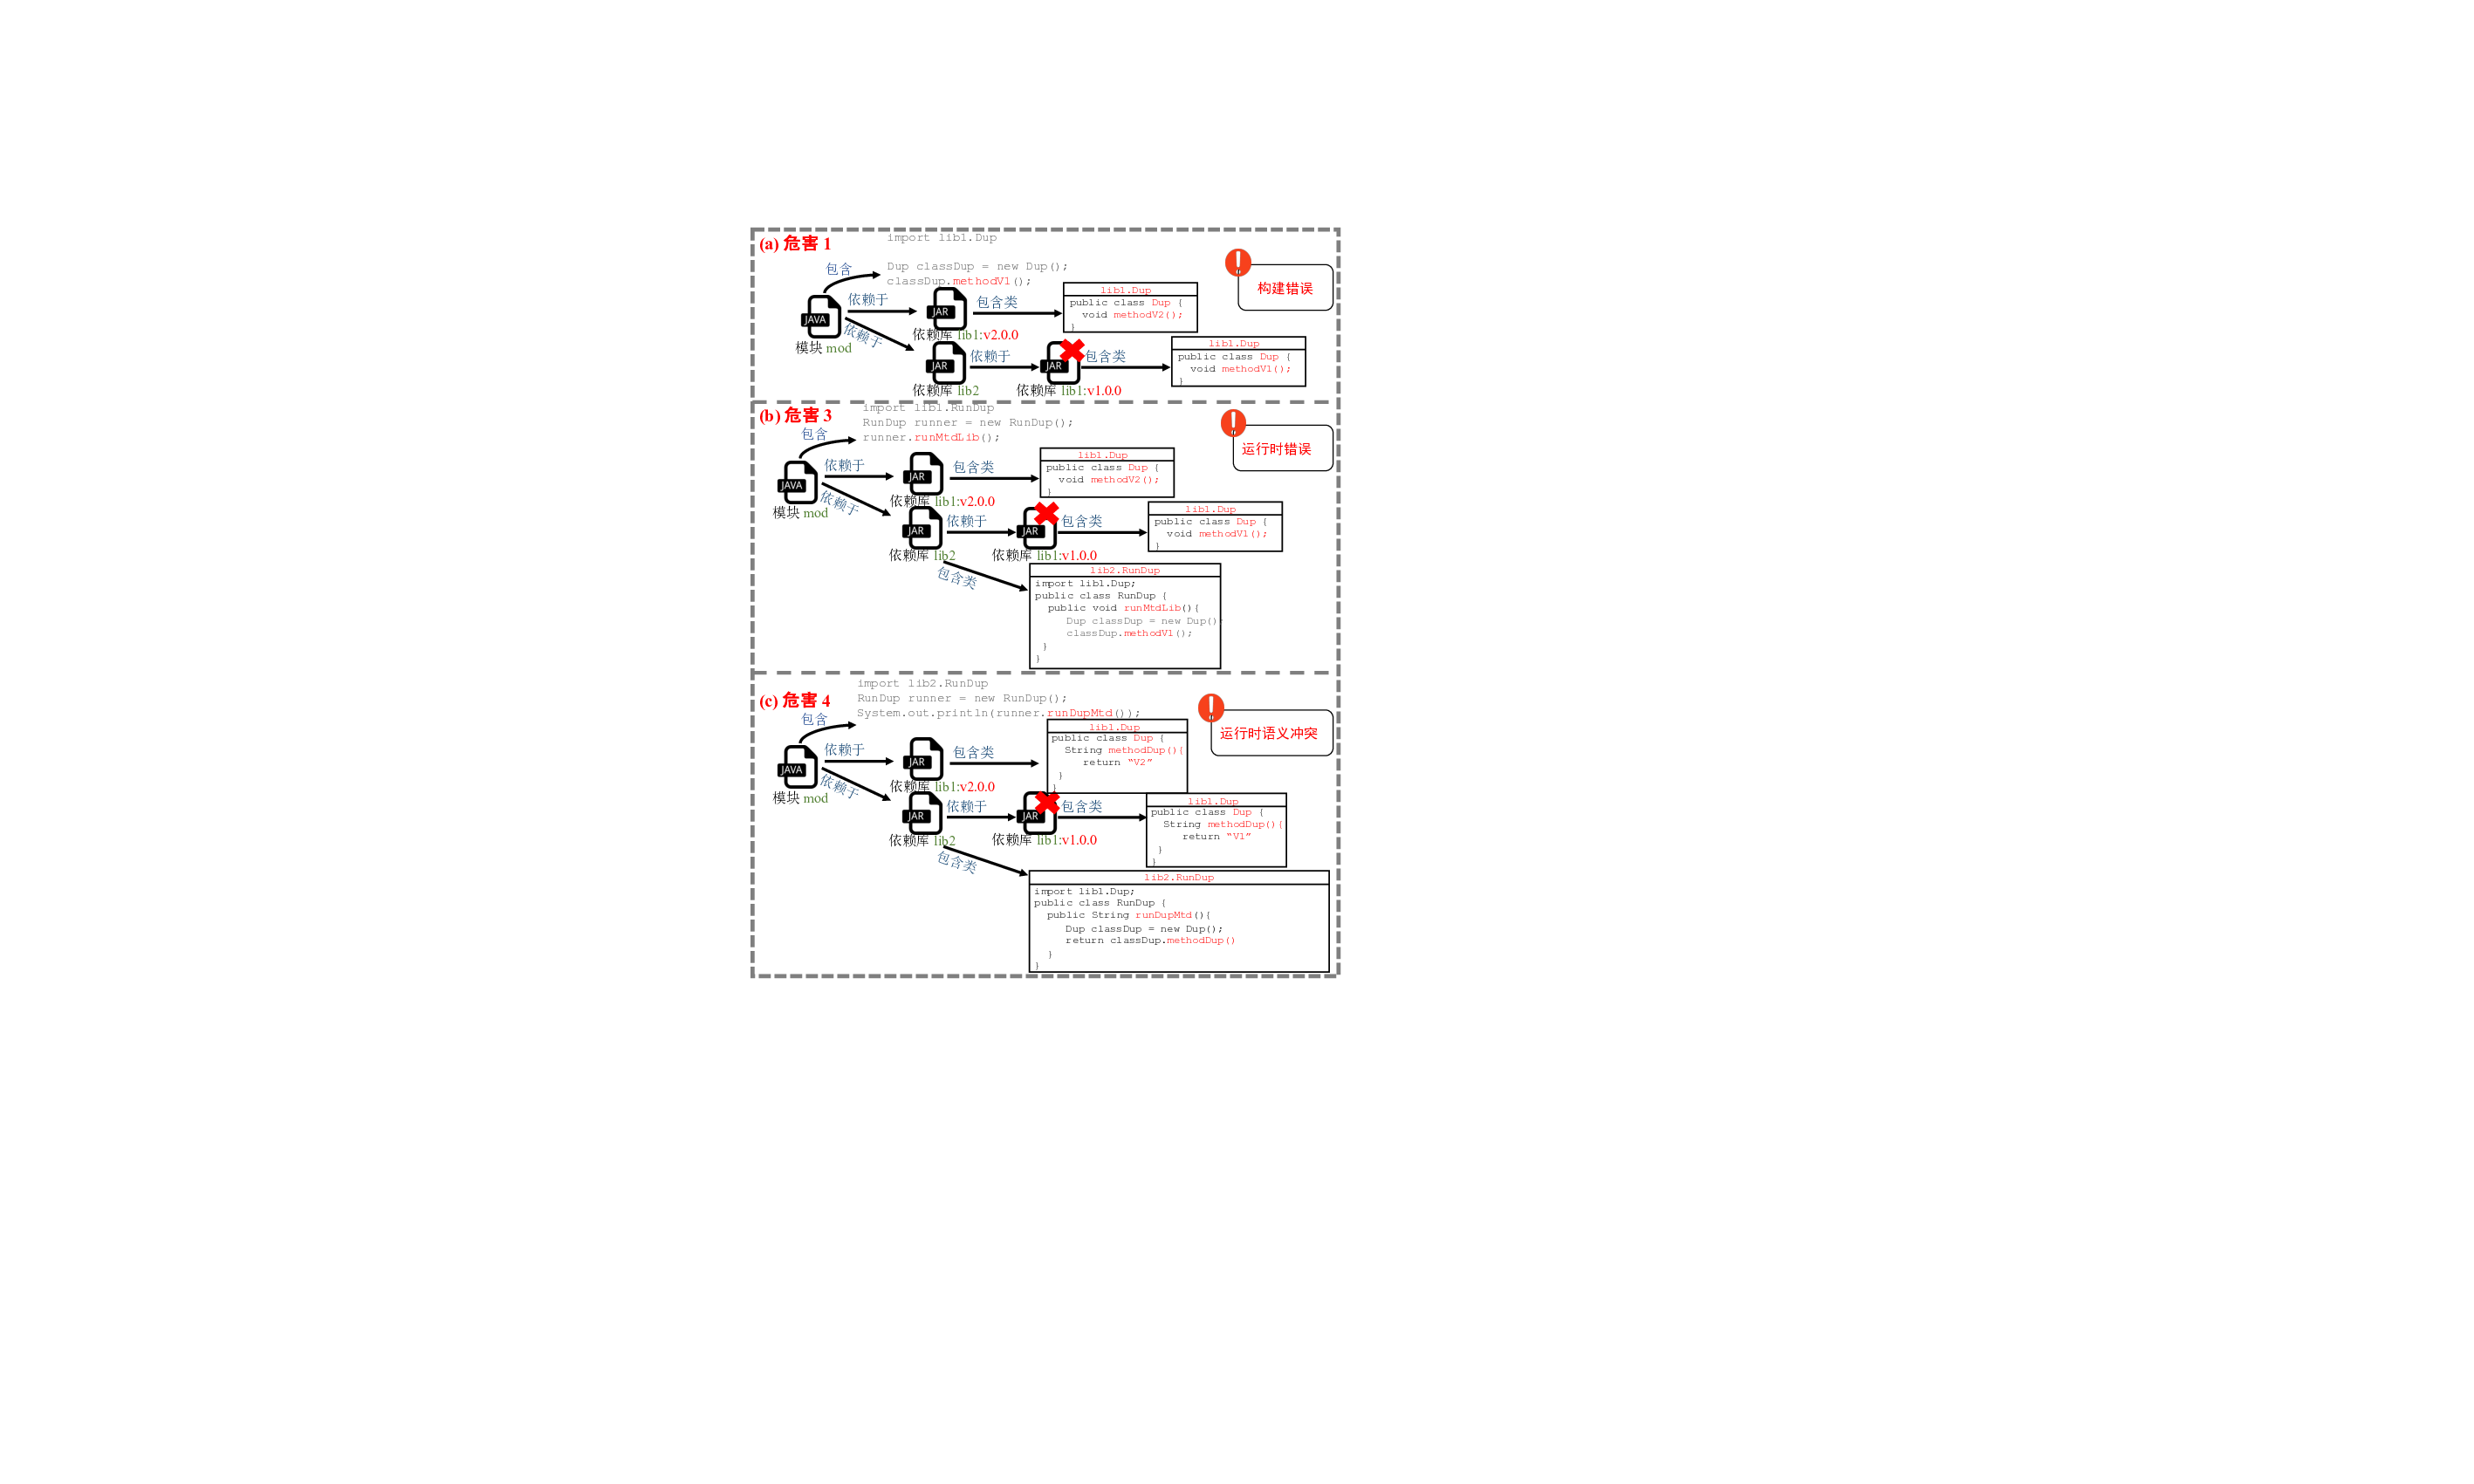 (a) 危害 1
import lib1.Dup
Dup classDup = new Dup();
classDup.methodV1();
包含
依赖于
依赖于
JAVA
模块 mod
JAR
依赖库 lib1:v2.0.0
包含类
lib1.Dup
public class Dup {
void methodV2();
}
构建错误
JAR
依赖库 lib2
依赖于
JAR
依赖库 lib1:v1.0.0
包含类
lib1.Dup
public class Dup {
void methodV1();
}
(b) 危害 3
import lib1.RunDup
RunDup runner = new RunDup();
runner.runMtdLib();
包含
依赖于
依赖于
JAVA
模块 mod
JAR
依赖库 lib1:v2.0.0
包含类
lib1.Dup
public class Dup {
void methodV2();
}
运行时错误
JAR
依赖库 lib2
依赖于
JAR
依赖库 lib1:v1.0.0
包含类
lib1.Dup
public class Dup {
void methodV1();
}
包含类
lib2.RunDup
import lib1.Dup;
public class RunDup {
public void runMtdLib(){
Dup classDup = new Dup();
classDup.methodV1();
}
}
(c) 危害 4
import lib2.RunDup
RunDup runner = new RunDup();
System.out.println(runner.runDupMtd());
包含
依赖于
依赖于
JAVA
模块 mod
JAR
依赖库 lib1:v2.0.0
包含类
lib1.Dup
public class Dup {
String methodDup(){
return “V2”
}
}
运行时语义冲突
JAR
依赖库 lib2
依赖于
JAR
依赖库 lib1:v1.0.0
包含类
lib1.Dup
public class Dup {
String methodDup(){
return “V1”
}
}
包含类
lib2.RunDup
import lib1.Dup;
public class RunDup {
public String runDupMtd(){
Dup classDup = new Dup();
return classDup.methodDup()
}
}